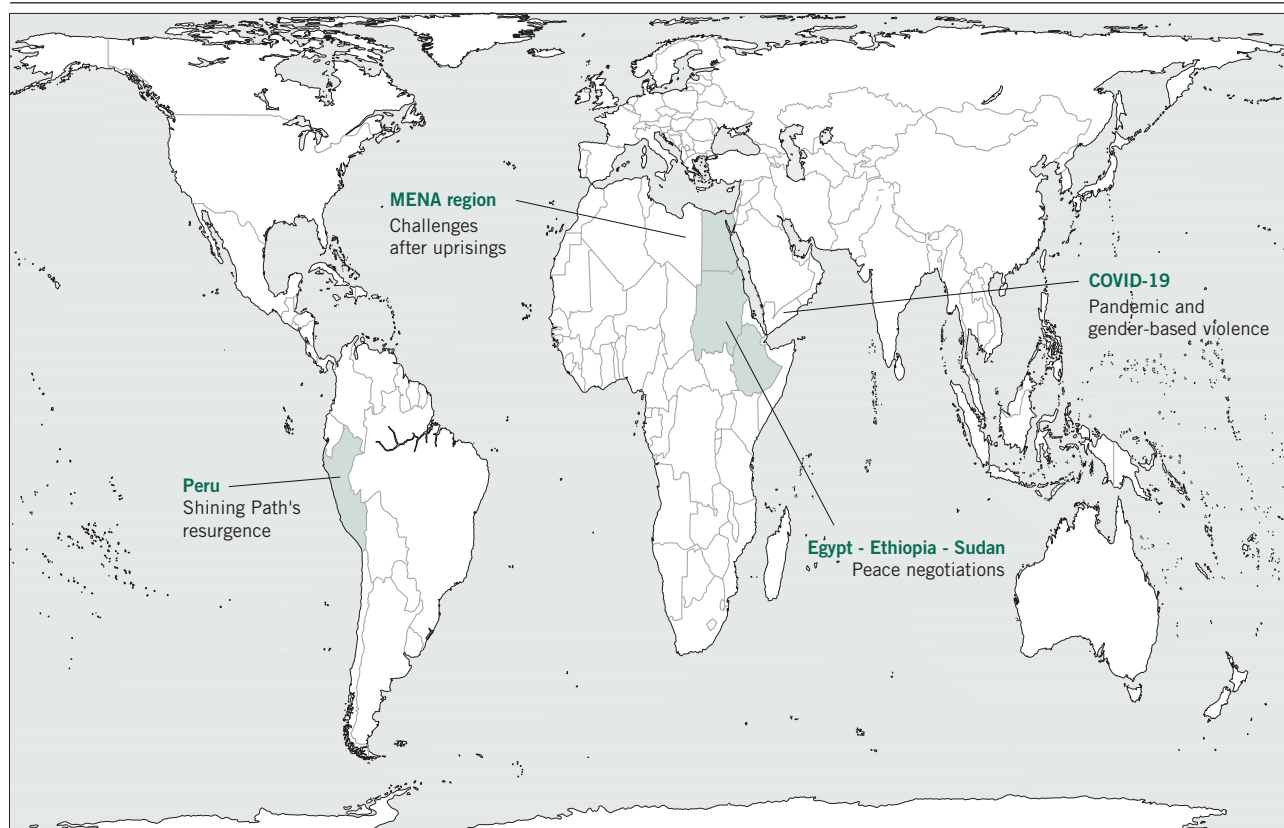 MENA region
Challenges
after uprisings
COVID-19
Pandemic and
gender-based violence
Peru
Shining Path's
resurgence
Egypt - Ethiopia - Sudan
Peace negotiations